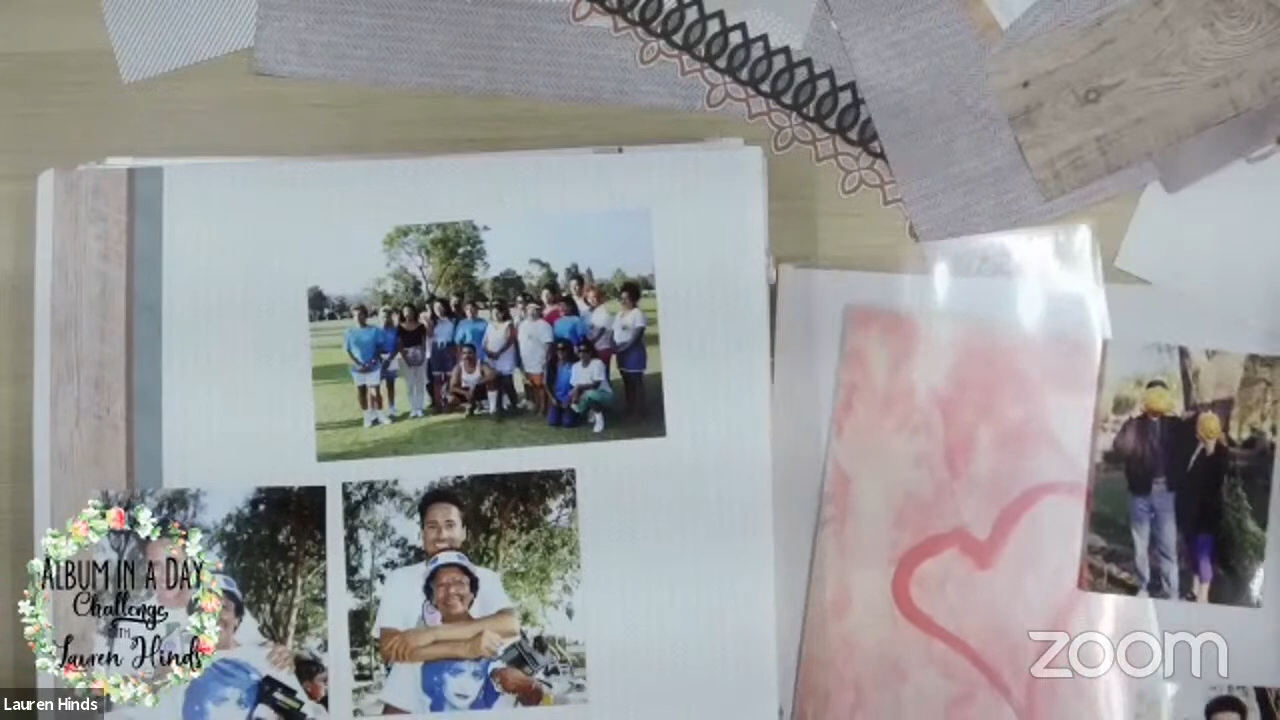 ALBUM IN A DAY
Challenge
WITH
Lauren Hinds
zoom
Lauren Hinds